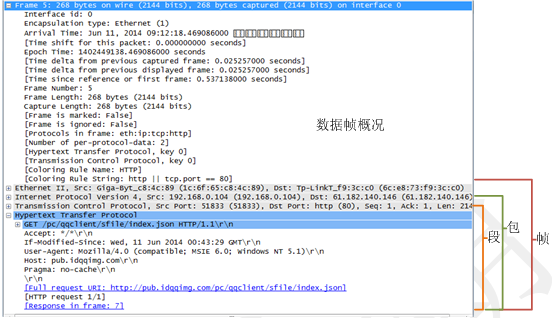 Frame 5: 268 bytes on wire (2144 bits), 268 bytes captured (2144 bits) on interface 0
Interface id: 0
Encapsulation type: Ethernet (1)
Arrival Time: Jun 11, 2014 09:12:18.469086000
[Time shift for this packet: 0.000000000 seconds]
Epoch Time: 1402449138.469086000 seconds
[Time delta from previous captured frame: 0.025257000 seconds]
[Time delta from previous displayed frame: 0.025257000 seconds]
[Time since reference or first frame: 0.537138000 seconds]
Frame Number: 5
Frame Length: 268 bytes (2144 bits)
Capture Length: 268 bytes (2144 bits)
[Frame is marked: False]
[Frame is ignored: False]
[Protocols in frame: eth:ip:tcp:http]
[Number of per-protocol-data: 2]
[Hypertext Transfer Protocol, key 0]
[Transmission Control Protocol, key 0]
[Coloring Rule Name: HTTP]
[Coloring Rule String: http || tcp.port == 80]
数据帧概况
Ethernet II, Src: Giga-Byt_c8:4c:89 (1c:6f:65:c8:4c:89), Dst: Tp-LinkT_f9:3c:c0 (6c:e8:73:f9:3c:c0)
Internet Protocol Version 4, Src: 192.168.0.104 (192.168.0.104), Dst: 61.182.140.146 (61.182.140.146)
Transmission Control Protocol, Src Port: 51833 (51833), Dst Port: http (80), Seq: 1, Ack: 1, Len: 214
Hypertext Transfer Protocol
GET /pc/qqclient/sfile/index.json HTTP/1.1\r\n
Accept: */*\r\n
If-Modified-Since: Wed, 11 Jun 2014 00:43:29 GMT\r\n
User-Agent: Mozilla/4.0 (compatible; MSIE 6.0; Windows NT 5.1)\r\n
Host: pub.idqqimg.com\r\n
Pragma: no-cache\r\n
\r\n
[Full request URI: http://pub.idqqimg.com/pc/qqclient/sfile/index.json]
[HTTP request 1/1]
[Response in frame: 7]
段
包
帧